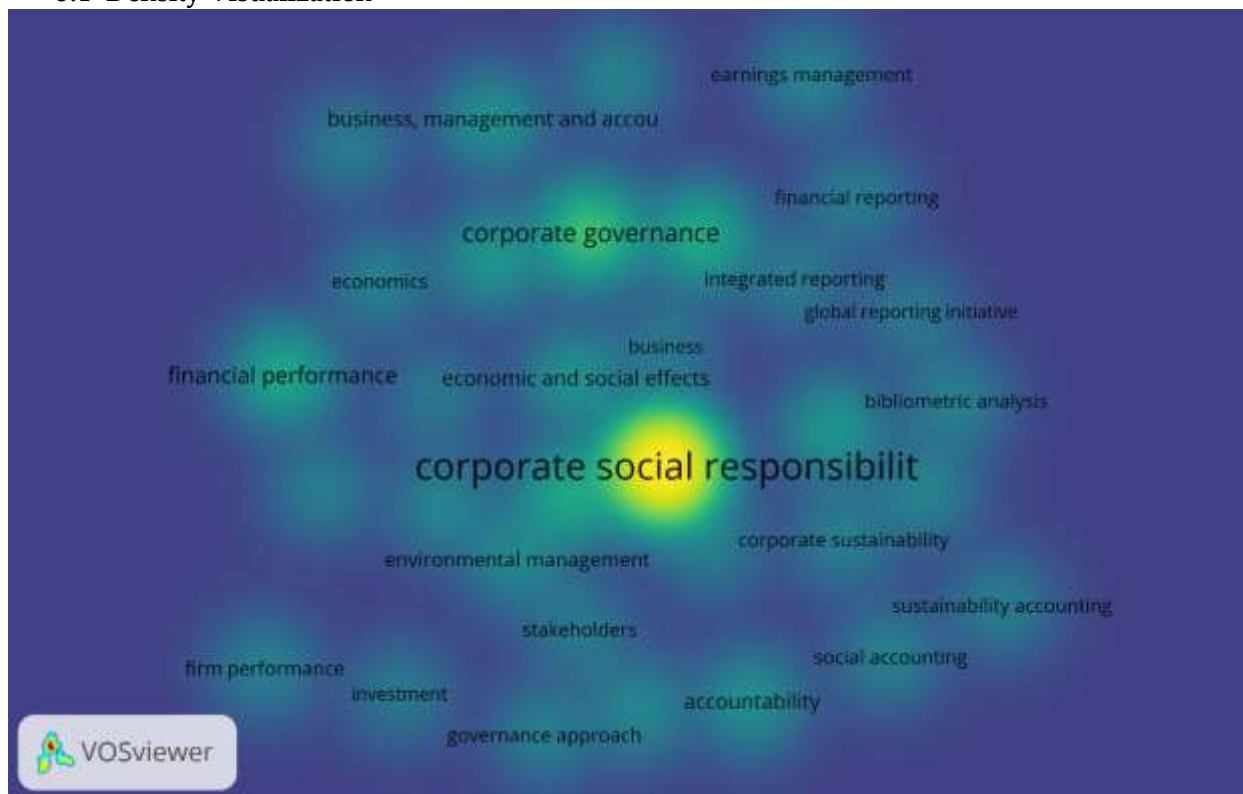 earnings management
business, management and accou
financial reporting
corporate governance
integrated reporting
economics
global reporting initiative
business
financial performance
economic and social effects
bibliometric analysis
corporate social responsibilit
corporate sustainability
environmental management
sustainability accounting
stakeholders
social accounting
firm performance
investment
accountability
governance approach
VOSviewer